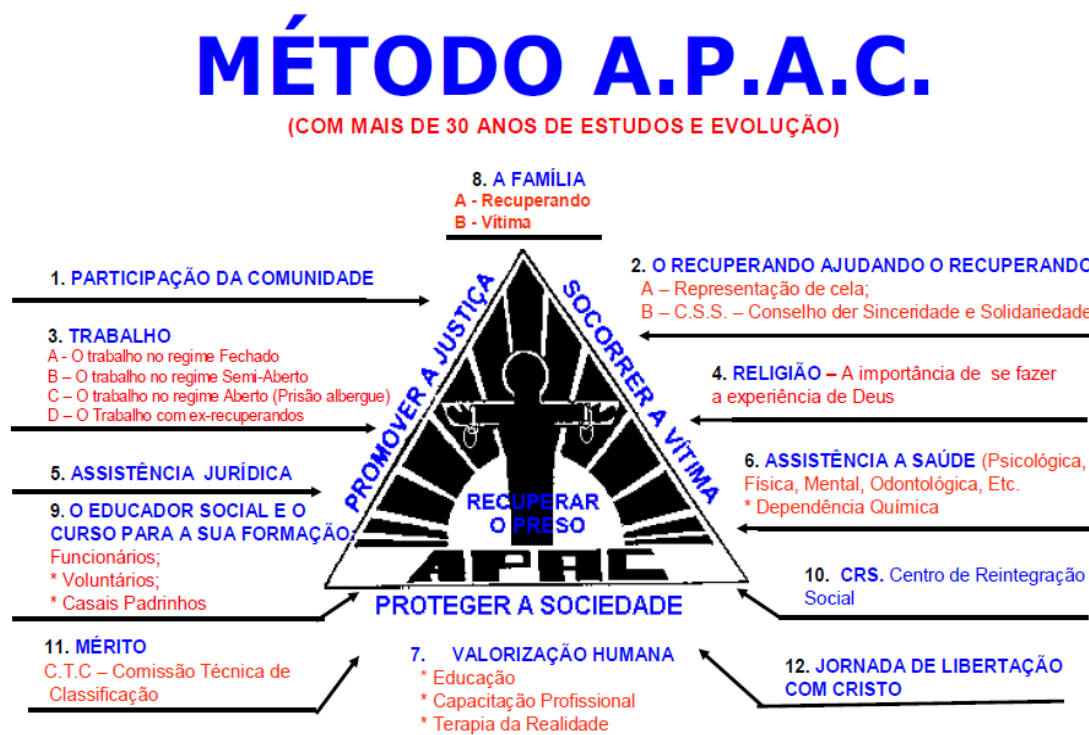 MÉTODO A.P.A.C.
(COM MAIS DE 30 ANOS DE ESTUDOS E EVOLUÇÃO)
8. A FAMÍLIA
A - Recuperando
B - Vítima
1. PARTICIPAÇÃO DA COMUNIDADE
2. O RECUPERANDO AJUDANDO O RECUPERANDO
A – Representação de cela;
B – C.S.S. – Conselho der Sinceridade e Solidariedade
3. TRABALHO
A - O trabalho no regime Fechado
B – O trabalho no regime Semi-Aberto
C – O trabalho no regime Aberto (Prisão albergue)
D – O Trabalho com ex-recuperandos
4. RELIGIÃO – A importância de se fazer
a experiência de Deus
5. ASSISTÊNCIA JURÍDICA
6. ASSISTÊNCIA A SAÚDE (Psicológica,
Física, Mental, Odontológica, Etc.
* Dependência Química
9. O EDUCADOR SOCIAL E O
CURSO PARA A SUA FORMAÇÃO:
Funcionários;
* Voluntários;
* Casais Padrinhos
10. CRS. Centro de Reintegração
Social
PROMOVER A JUSTIÇA
SOCORRER A VÍTIMA
RECUPERAR
O PRESO
APAC
PROTEGER A SOCIEDADE
11. MÉRITO
C.T.C – Comissão Técnica de
Classificação
7. VALORIZAÇÃO HUMANA
* Educação
* Capacitação Profissional
* Terapia da Realidade
12. JORNADA DE LIBERTAÇÃO
COM CRISTO